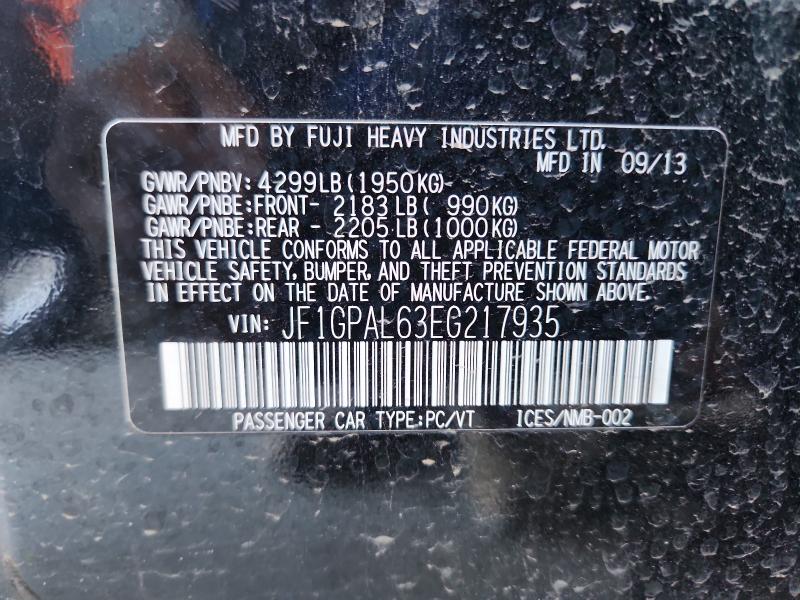 MFD BY FUJI HEAVY INDUSTRIES LTD.
MFD IN 09/13
GVWR/PNBV: 4299LB (1950KG)
GAWR/PNBE:FRONT- 2183 LB ( 990KG)
GAWR/PNBE:REAR - 2205 LB (1000KG)
THIS VEHICLE CONFORMS TO ALL APPLICABLE FEDERAL MOTOR
VEHICLE SAFETY, BUMPER, AND THEFT PREVENTION STANDARDS
IN EFFECT ON THE DATE OF MANUFACTURE SHOWN ABOVE.
VIN: JF1GPAL63EG217935
PASSENGER CAR TYPE:PC/VT ICES/NMB-002